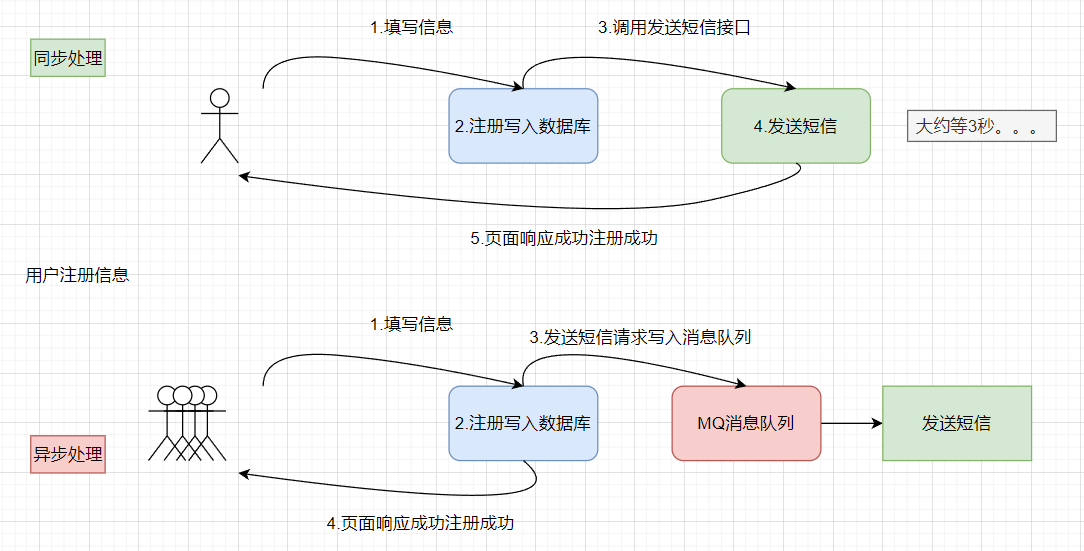 1.填写信息
3.调用发送短信接口
同步处理
2.注册写入数据库
4.发送短信
大约等3秒。。。
5.页面响应成功注册成功
用户注册信息
1.填写信息
3.发送短信请求写入消息队列
2.注册写入数据库
MQ消息队列
发送短信
异步处理
4.页面响应成功注册成功